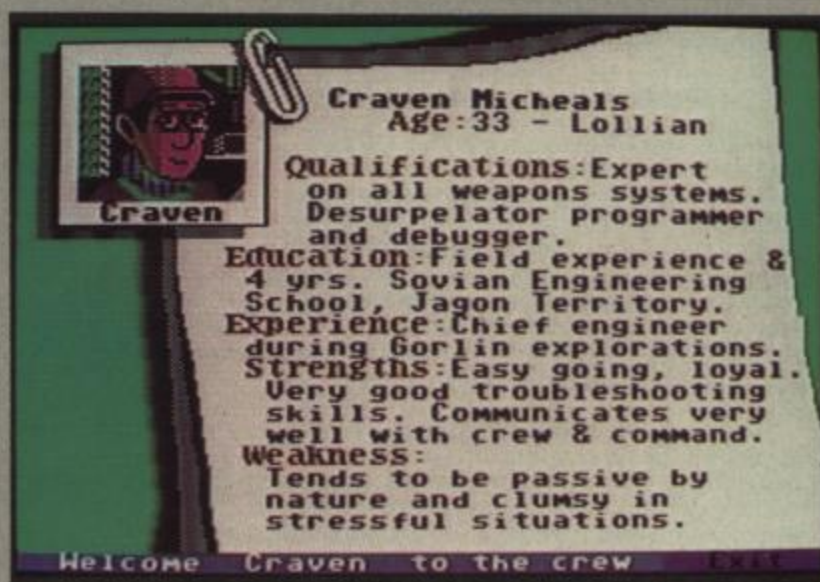 Craven Micheals
Age:33 - Lollian
Craven
Qualifications:Expert
on all weapons systems.
Desurpelator programmer
and debugger.
Education:Field experience &
4 yrs. Sovian Engineering
School, Jagon Territory.
Experience:Chief engineer
during Gorlin explorations.
Strengths:Easy going, loyal.
Very good troubleshooting
skills. Communicates very
well with crew & command.
Weakness:
Tends to be passive by
nature and clumsy in
stressful situations.
Welcome Craven to the crew Exit